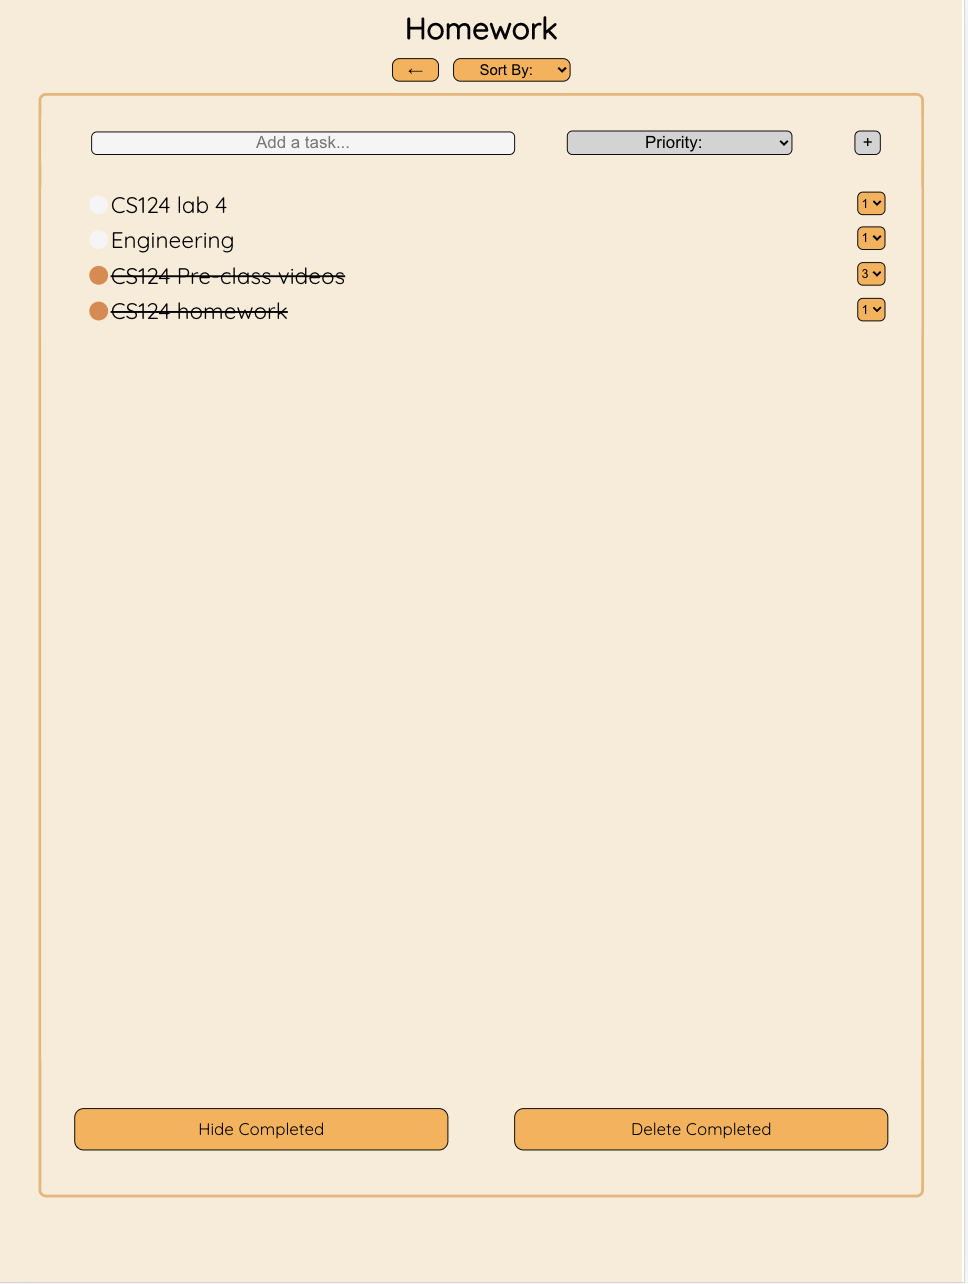 Homework
← Sort By:
Add a task... Priority: +
CS124 lab 4 1
Engineering 1
CS124 Pre-class videos 3
CS124 homework 1
Hide Completed Delete Completed